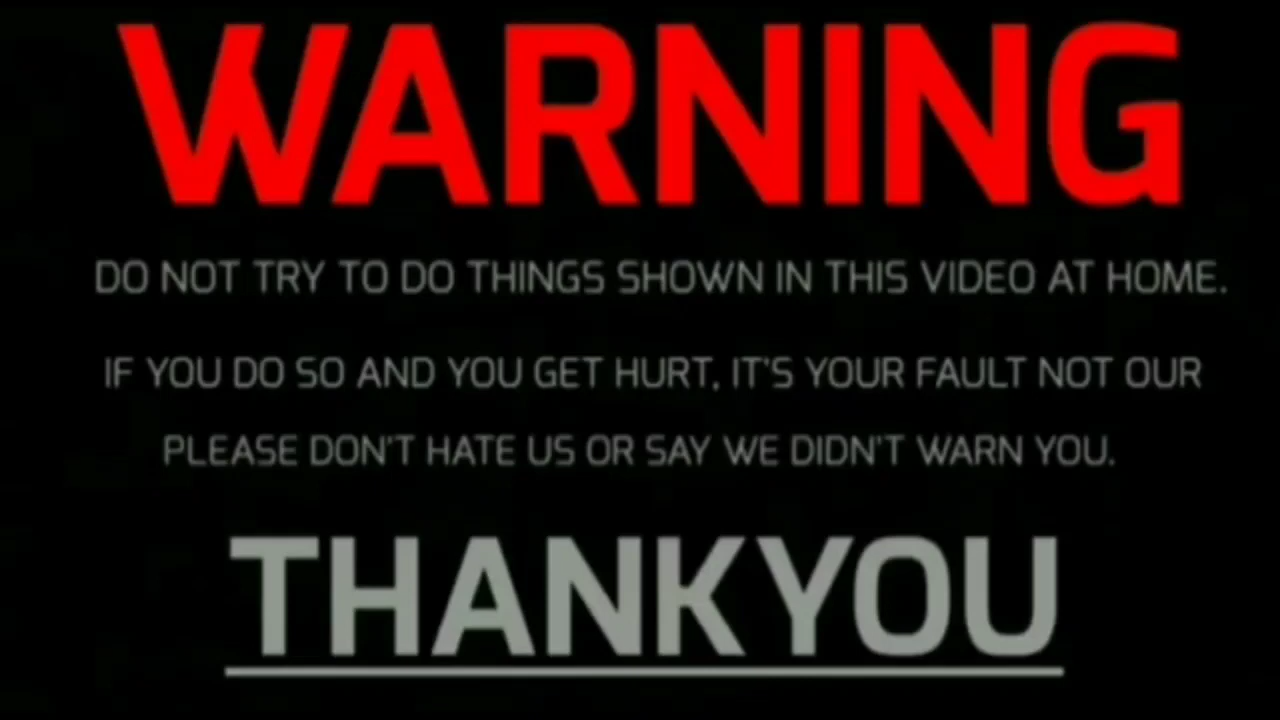 WARNING
DO NOT TRY TO DO THINGS SHOWN IN THIS VIDEO AT HOME.
IF YOU DO SO AND YOU GET HURT, IT'S YOUR FAULT NOT OUR
PLEASE DON'T HATE US OR SAY WE DIDN'T WARN YOU.
THANKYOU